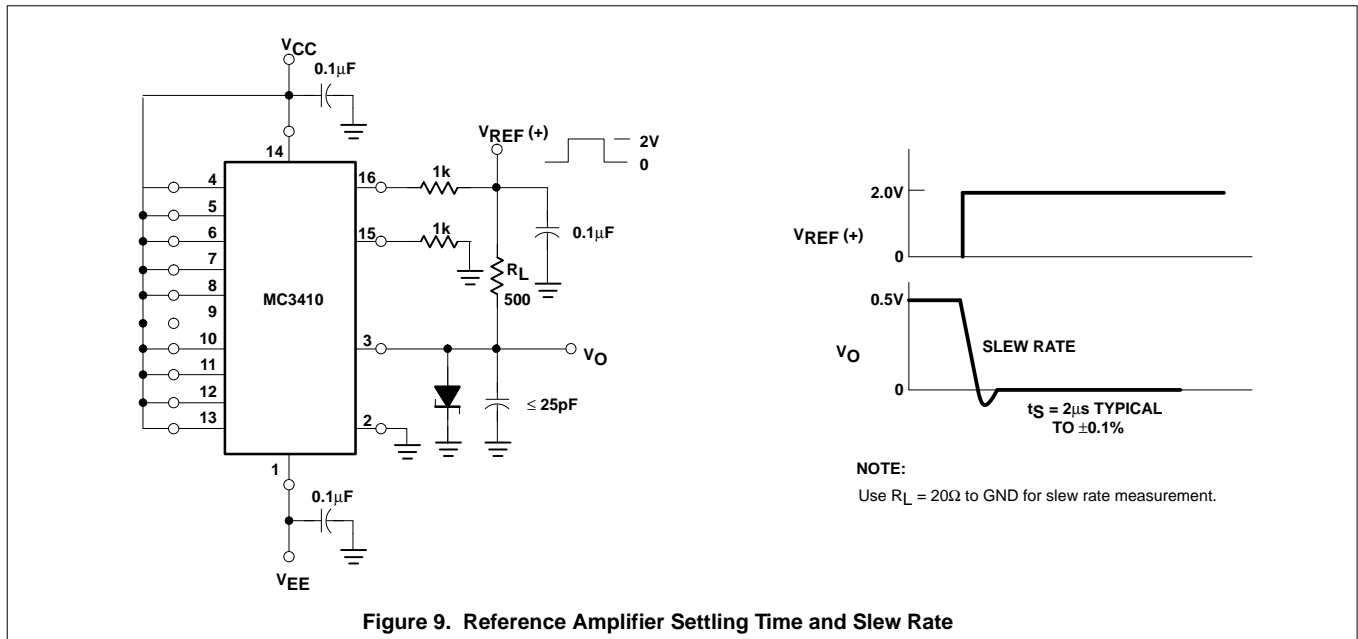 VCC
0.1µF
14
4
5
6
7
8
9
10
11
12
13
MC3410
16
15
3
2
1
1k
1k
VREF (+)
2V
0
0.1µF
RL
500
VO
≤ 25pF
0.1µF
VEE
2.0V
VREF (+)
0
0.5V
VO
0
SLEW RATE
tS = 2µs TYPICAL
TO ±0.1%
NOTE:
Use RL = 20Ω to GND for slew rate measurement.
Figure 9. Reference Amplifier Settling Time and Slew Rate